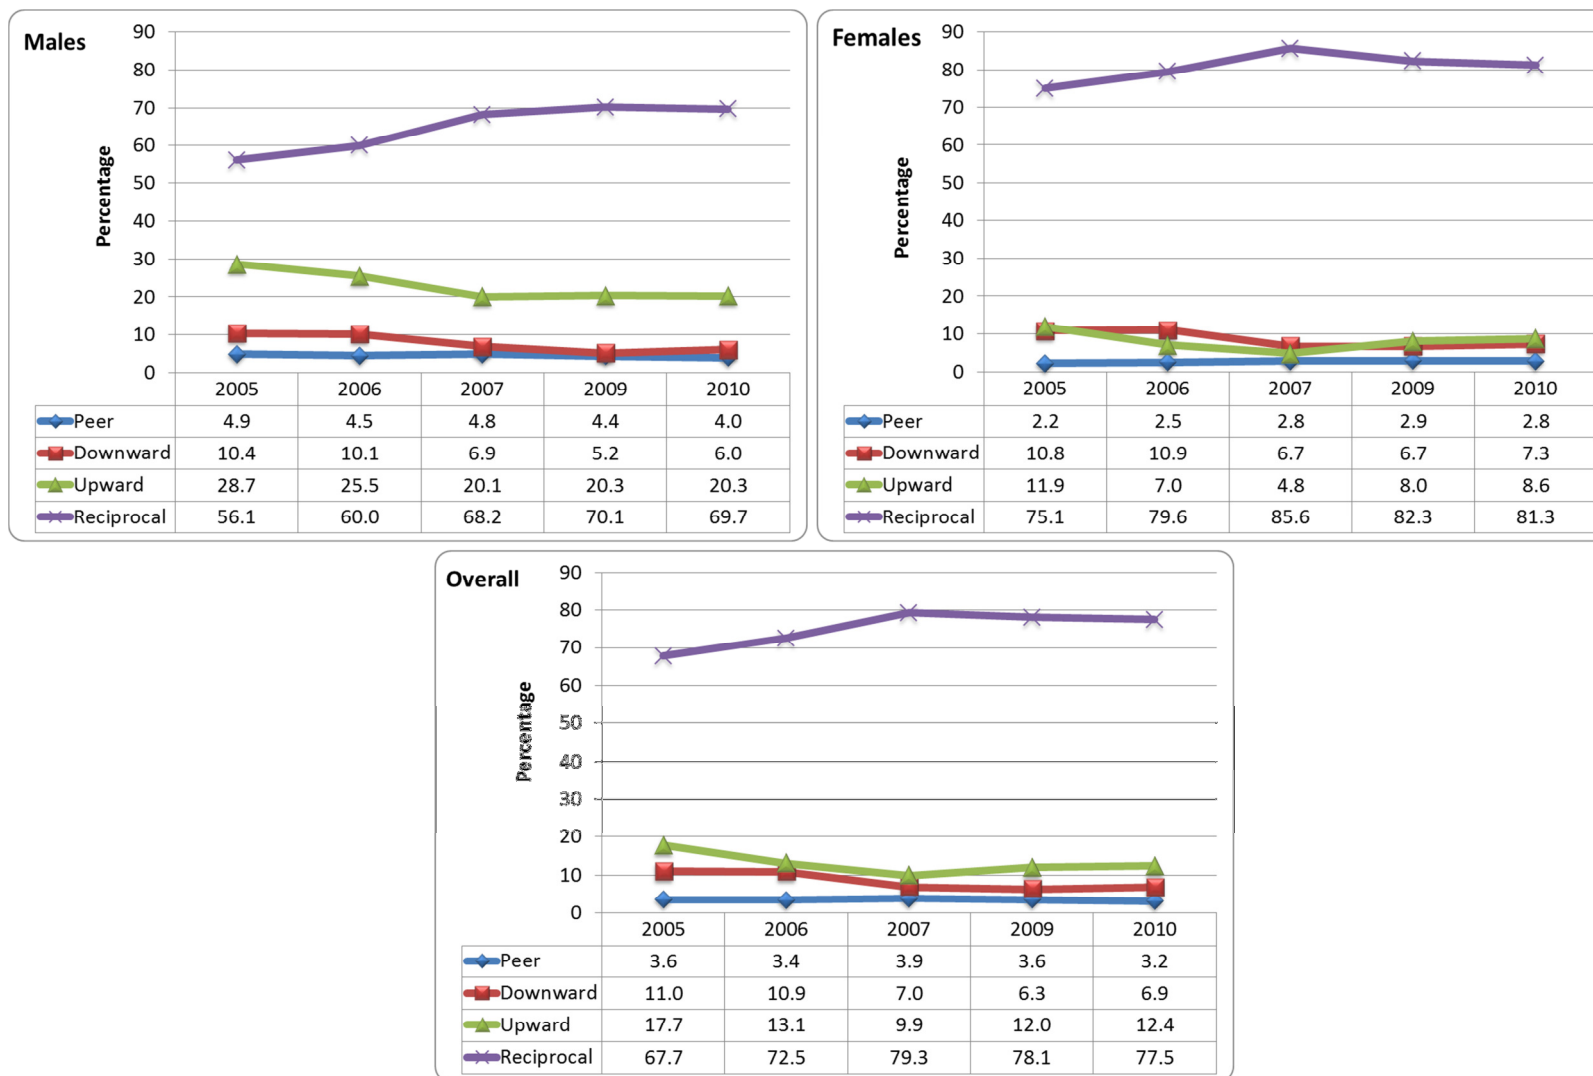 Males
90
80
70
60
50
40
30
20
10
0
Percentage
2005 2006 2007 2009 2010
Peer 4.9 4.5 4.8 4.4 4.0
Downward 10.4 10.1 6.9 5.2 6.0
Upward 28.7 25.5 20.1 20.3 20.3
Reciprocal 56.1 60.0 68.2 70.1 69.7
Females
90
80
70
60
50
40
30
20
10
0
Percentage
2005 2006 2007 2009 2010
Peer 2.2 2.5 2.8 2.9 2.8
Downward 10.8 10.9 6.7 6.7 7.3
Upward 11.9 7.0 4.8 8.0 8.6
Reciprocal 75.1 79.6 85.6 82.3 81.3
Overall
90
80
70
60
50
40
30
20
10
0
Percentage
2005 2006 2007 2009 2010
Peer 3.6 3.4 3.9 3.6 3.2
Downward 11.0 10.9 7.0 6.3 6.9
Upward 17.7 13.1 9.9 12.0 12.4
Reciprocal 67.7 72.5 79.3 78.1 77.5